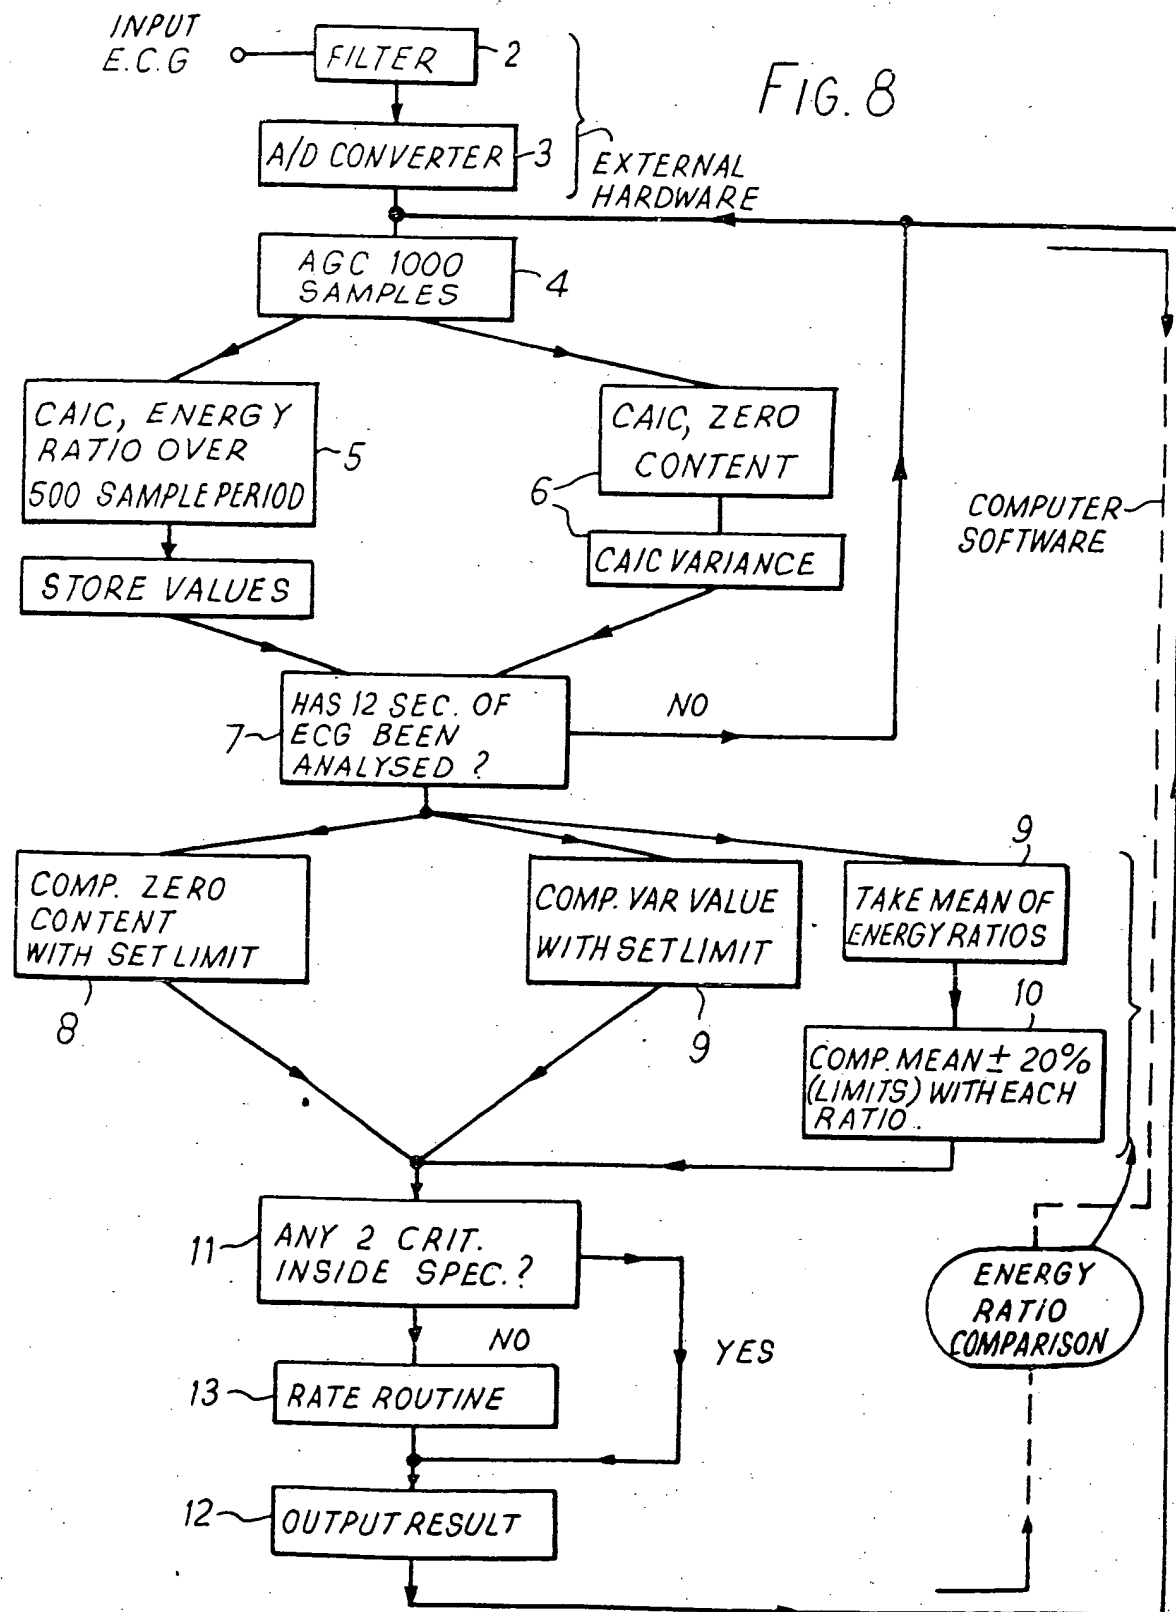 INPUT
E.C.G
FILTER
2
FIG. 8
A/D CONVERTER
3
EXTERNAL
HARDWARE
AGC 1000
SAMPLES
4
CAIC, ENERGY
RATIO OVER
500 SAMPLE PERIOD
5
CAIC, ZERO
CONTENT
6
COMPUTER
SOFTWARE
STORE VALUES
CAIC VARIANCE
HAS 12 SEC. OF
ECG BEEN
ANALYSED ?
7
NO
COMP. ZERO
CONTENT
WITH SET LIMIT
8
COMP. VAR VALUE
WITH SET LIMIT
9
9
TAKE MEAN OF
ENERGY RATIOS
10
COMP. MEAN ± 20%
(LIMITS) WITH EACH
RATIO.
11
ANY 2 CRIT.
INSIDE SPEC.?
NO
YES
ENERGY
RATIO
COMPARISON
13
RATE ROUTINE
12
OUTPUT RESULT